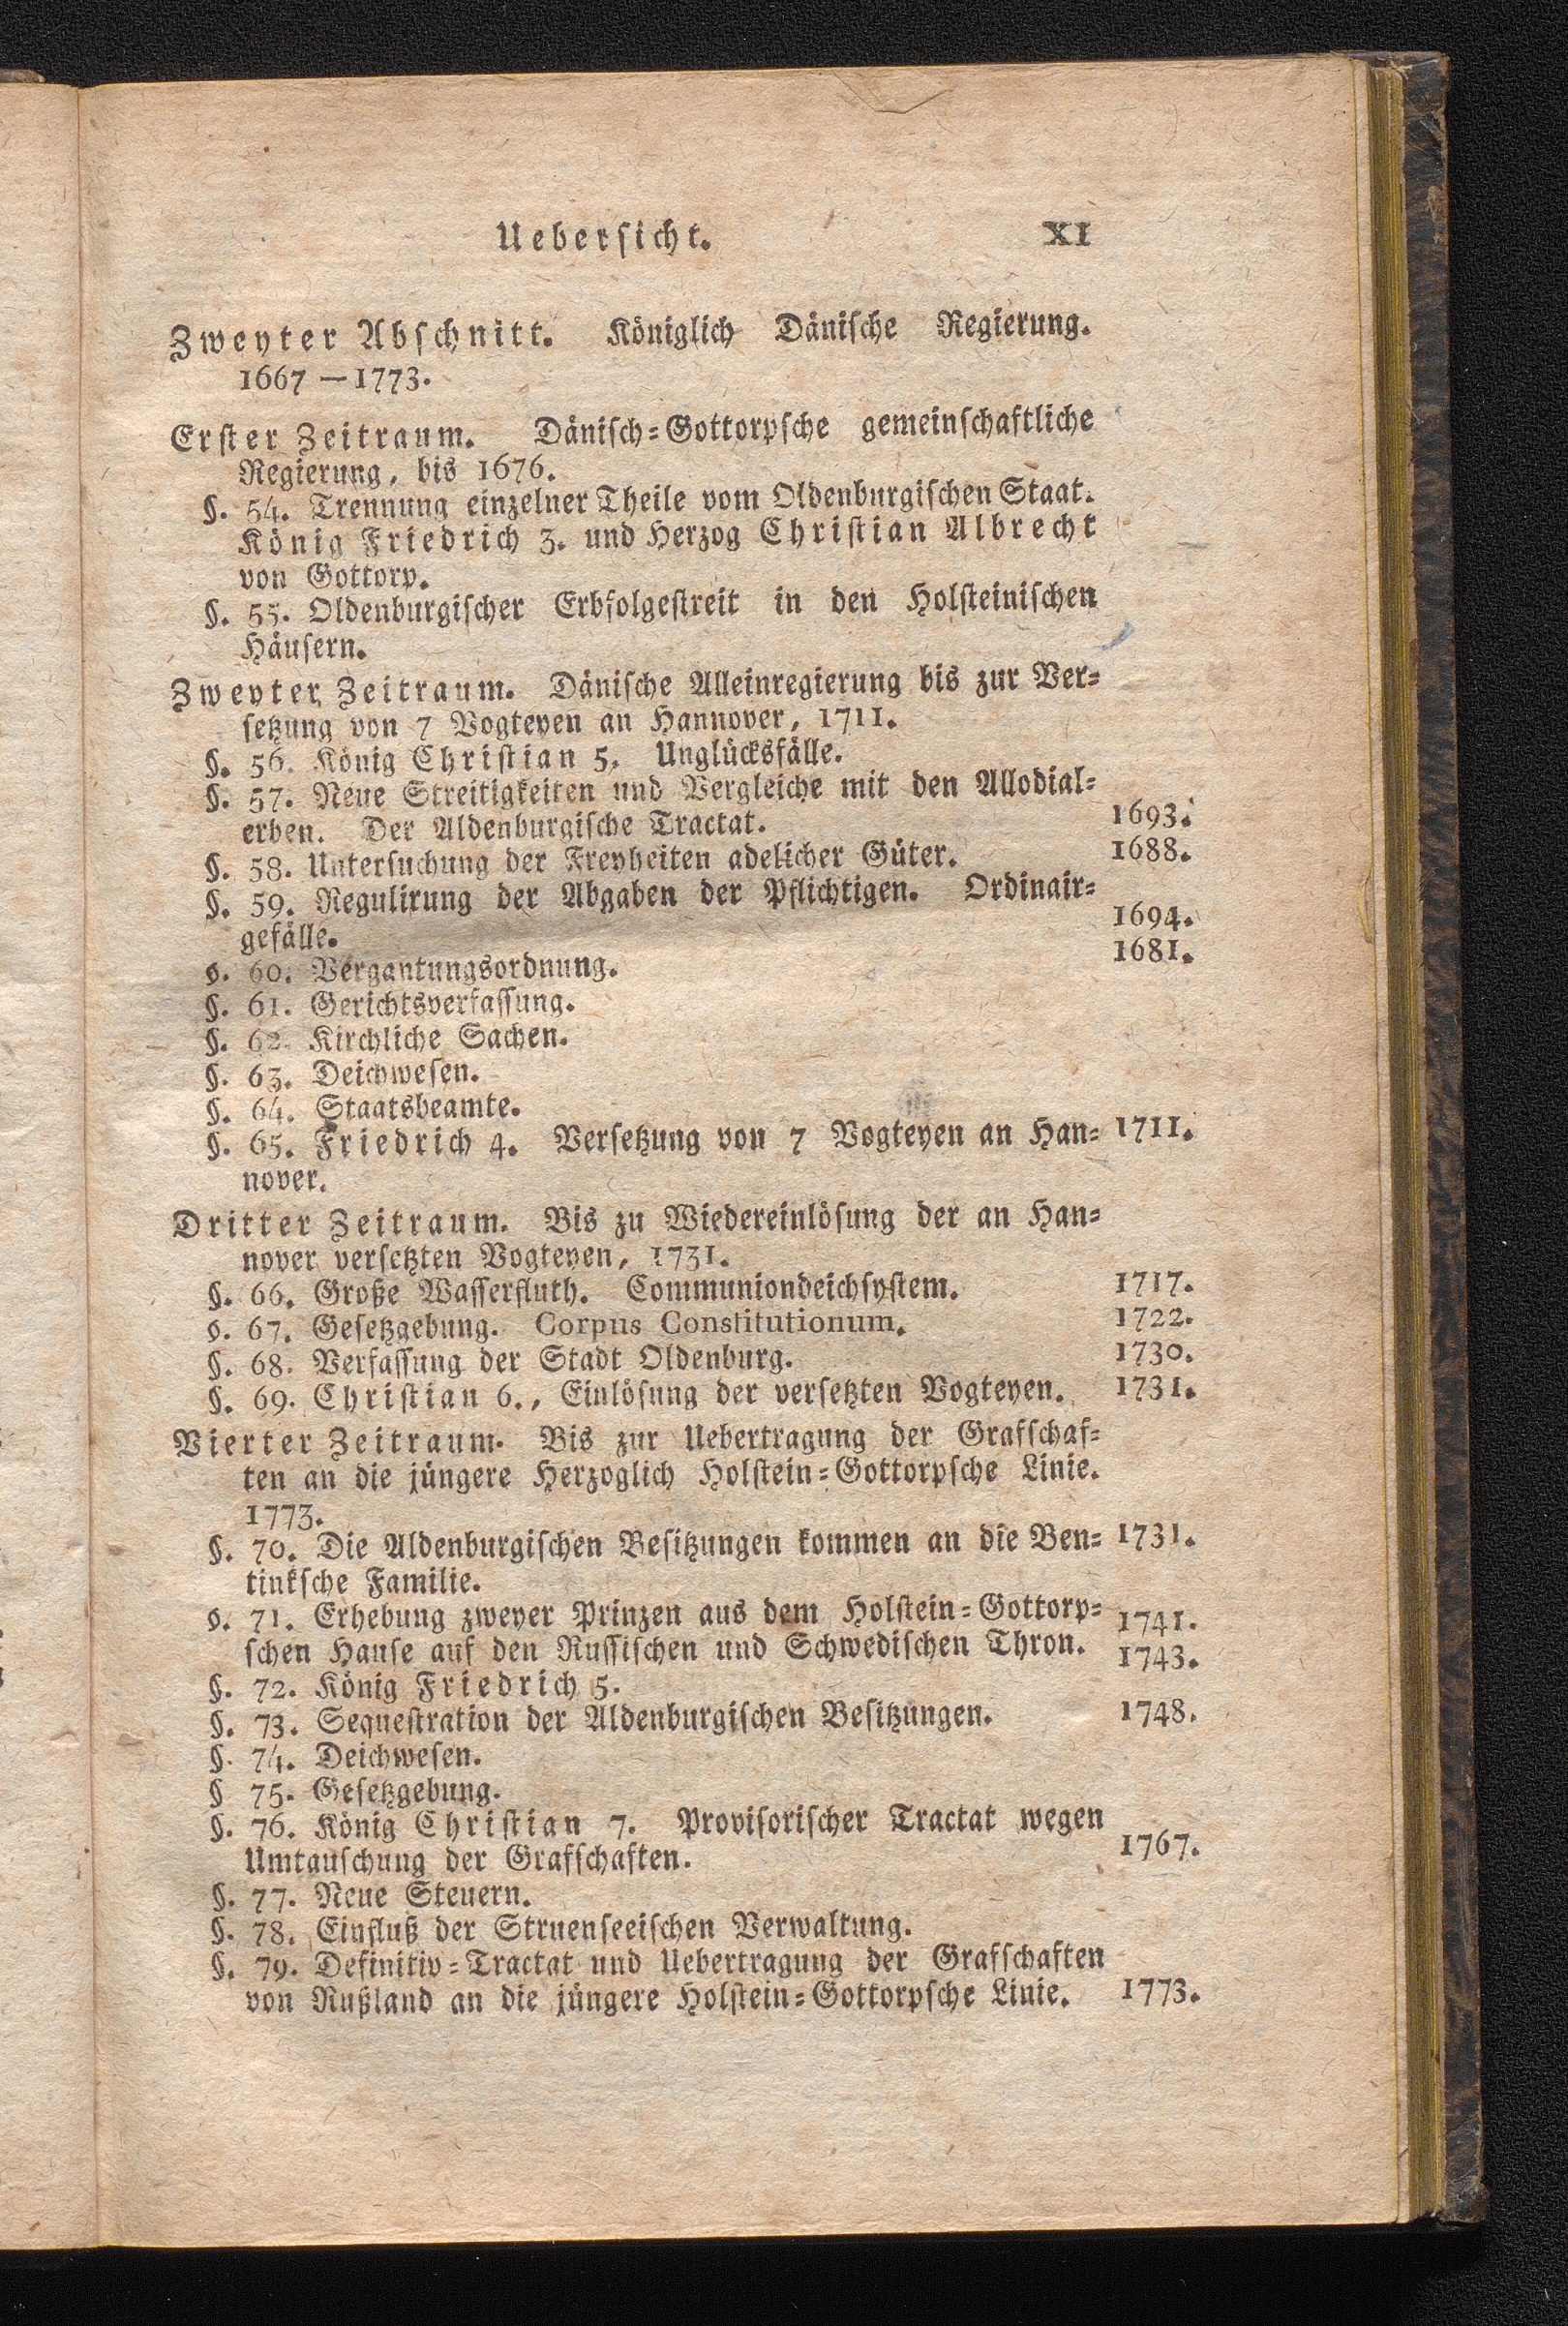 Uebersicht. XI
Zweyter Abschnitt. Königlich Dänische Regierung.
1667 — 1773.
Erster Zeitraum. Dänisch-Gottorpsche gemeinschaftliche
Regierung, bis 1676.
§. 54. Trennung einzelner Theile vom Oldenburgischen Staat.
König Friedrich 3. und Herzog Christian Albrecht
von Gottorp.
§. 55. Oldenburgischer Erbfolgestreit in den Holsteinischen
Häusern.
Zweyter Zeitraum. Dänische Alleinregierung bis zur Ver-
setzung von 7 Vogteyen an Hannover, 1711.
§. 56. König Christian 5. Unglücksfälle.
§. 57. Neue Streitigkeiten und Vergleiche mit den Allodial-
erben. Der Aldenburgische Tractat. 1693.
§. 58. Untersuchung der Freyheiten adelicher Güter. 1688.
§. 59. Regulirung der Abgaben der Pflichtigen. Ordinair-
gefälle. 1694.
§. 60. Vergantungsordnung. 1681.
§. 61. Gerichtsverfassung.
§. 62. Kirchliche Sachen.
§. 63. Deichwesen.
§. 64. Staatsbeamte.
§. 65. Friedrich 4. Versetzung von 7 Vogteyen an Han- 1711.
nover.
Dritter Zeitraum. Bis zu Wiedereinlösung der an Han-
nover versetzten Vogteyen, 1731.
§. 66. Große Wasserfluth. Communiondeichsystem. 1717.
§. 67. Gesetzgebung. Corpus Constitutionum. 1722.
§. 68. Verfassung der Stadt Oldenburg. 1730.
§. 69. Christian 6., Einlösung der versetzten Vogteyen. 1731.
Vierter Zeitraum. Bis zur Uebertragung der Grafschaf-
ten an die jüngere Herzoglich Holstein-Gottorpsche Linie.
1773.
§. 70. Die Aldenburgischen Besitzungen kommen an die Ben- 1731.
tinksche Familie.
§. 71. Erhebung zweyer Prinzen aus dem Holstein-Gottorp- 1741.
schen Hause auf den Russischen und Schwedischen Thron. 1743.
§. 72. König Friedrich 5.
§. 73. Sequestration der Aldenburgischen Besitzungen. 1748.
§. 74. Deichwesen.
§ 75. Gesetzgebung.
§. 76. König Christian 7. Provisorischer Tractat wegen
Umtauschung der Grafschaften. 1767.
§. 77. Neue Steuern.
§. 78. Einfluß der Struenseeischen Verwaltung.
§. 79. Definitiv-Tractat und Uebertragung der Grafschaften
von Rußland an die jüngere Holstein-Gottorpsche Linie. 1773.